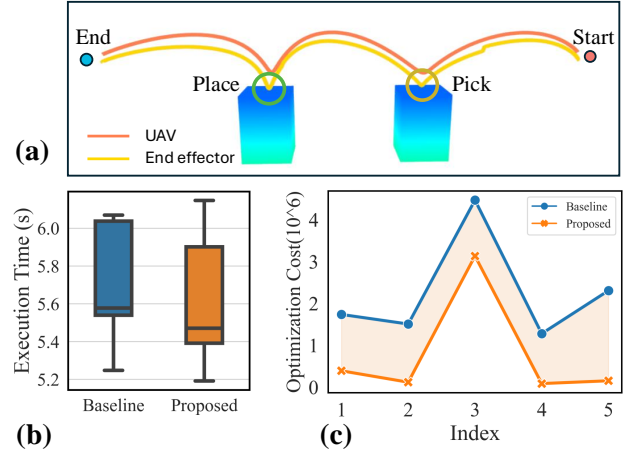 End
Start
Place
Pick
UAV
End effector
(a)
Execution Time (s)
6.0
5.8
5.6
5.4
5.2
Baseline
Proposed
(b)
Optimization Cost(10^6)
4
3
2
1
0
Baseline
Proposed
1
2
3
4
5
Index
(c)